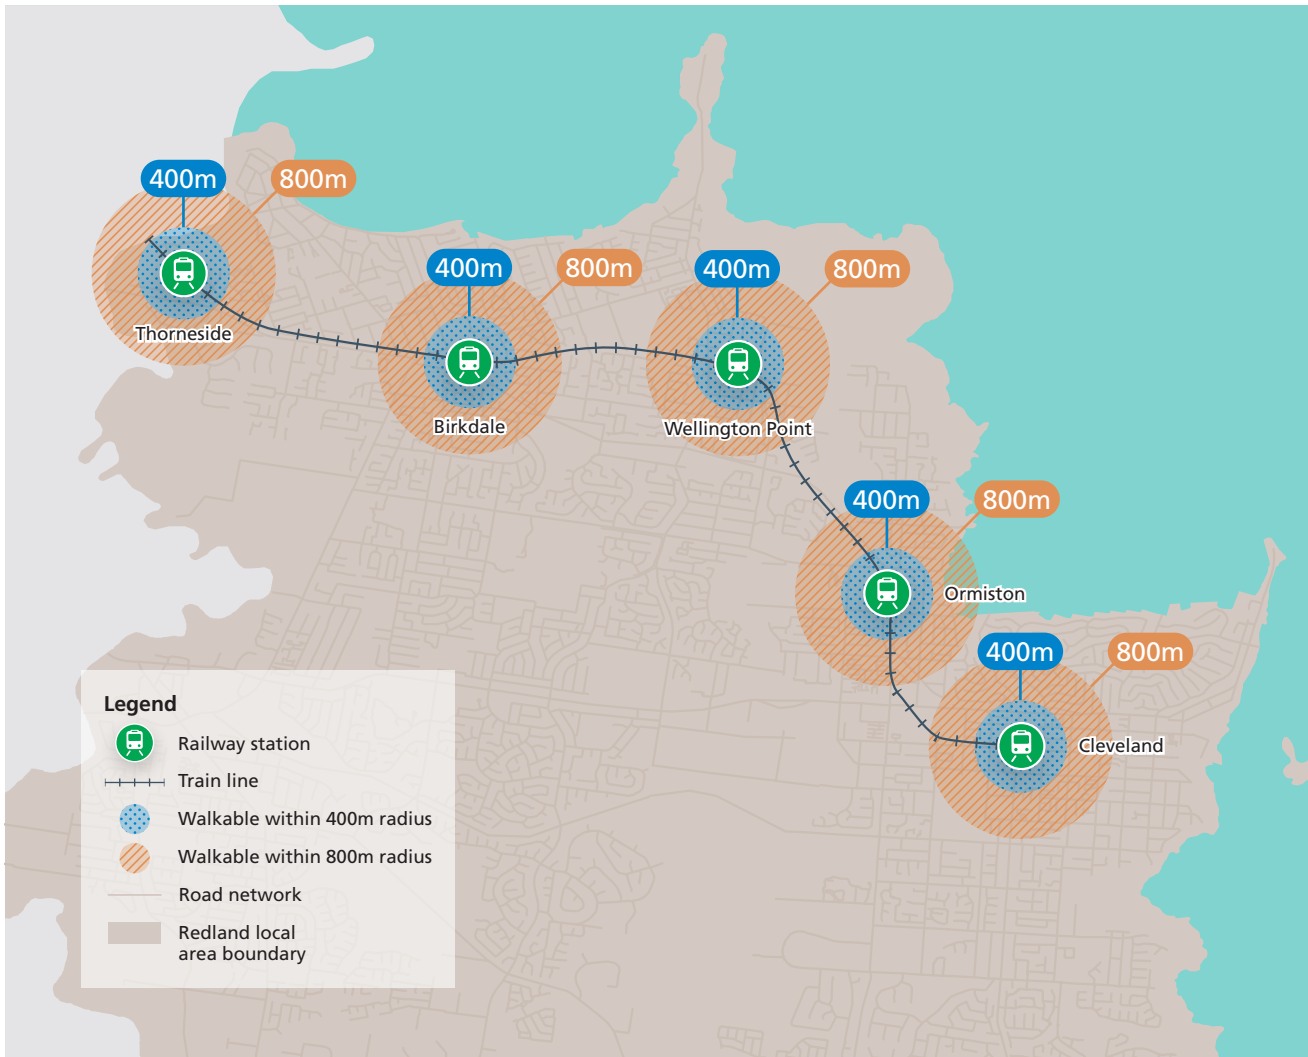 400m
800m
Thorneside
400m
800m
Birkdale
400m
800m
Wellington Point
400m
800m
Ormiston
400m
800m
Cleveland
Legend
Railway station
Train line
Walkable within 400m radius
Walkable within 800m radius
Road network
Redland local
area boundary